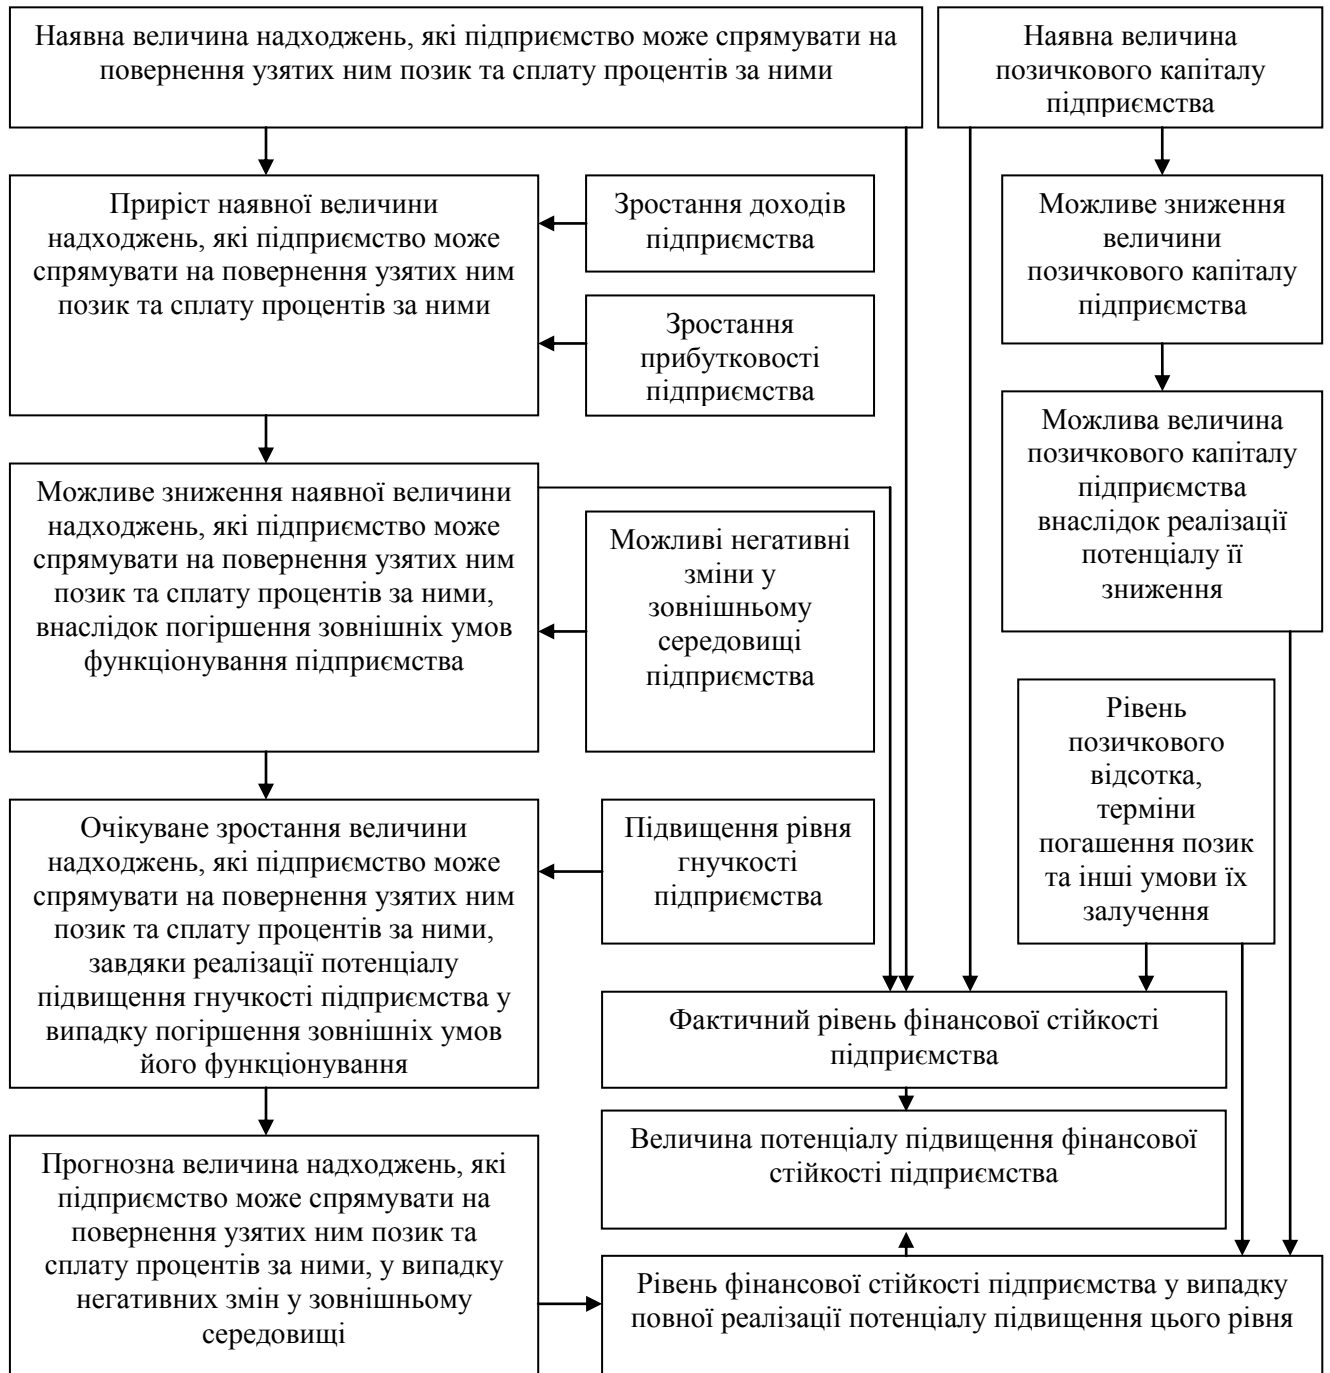 Наявна величина надходжень, які підприємство може спрямувати на
повернення узятих ним позик та сплату процентів за ними
Наявна величина
позичкового капіталу
підприємства
Приріст наявної величини
надходжень, які підприємство може
спрямувати на повернення узятих ним
позик та сплату процентів за ними
Зростання доходів
підприємства
Зростання
прибутковості
підприємства
Можливе зниження
величини
позичкового капіталу
підприємства
Можлива величина
позичкового капіталу
підприємства
внаслідок реалізації
потенціалу її
зниження
Можливе зниження наявної величини
надходжень, які підприємство може
спрямувати на повернення узятих ним
позик та сплату процентів за ними,
внаслідок погіршення зовнішніх умов
функціонування підприємства
Можливі негативні
зміни у
зовнішньому
середовищі
підприємства
Рівень
позичкового
відсотка,
терміни
погашення позик
та інші умови їх
залучення
Очікуване зростання величини
надходжень, які підприємство може
спрямувати на повернення узятих ним
позик та сплату процентів за ними,
завдяки реалізації потенціалу
підвищення гнучкості підприємства у
випадку погіршення зовнішніх умов
його функціонування
Підвищення рівня
гнучкості
підприємства
Фактичний рівень фінансової стійкості
підприємства
Величина потенціалу підвищення фінансової
стійкості підприємства
Прогнозна величина надходжень, які
підприємство може спрямувати на
повернення узятих ним позик та
сплату процентів за ними, у випадку
негативних змін у зовнішньому
середовищі
Рівень фінансової стійкості підприємства у випадку
повної реалізації потенціалу підвищення цього рівня